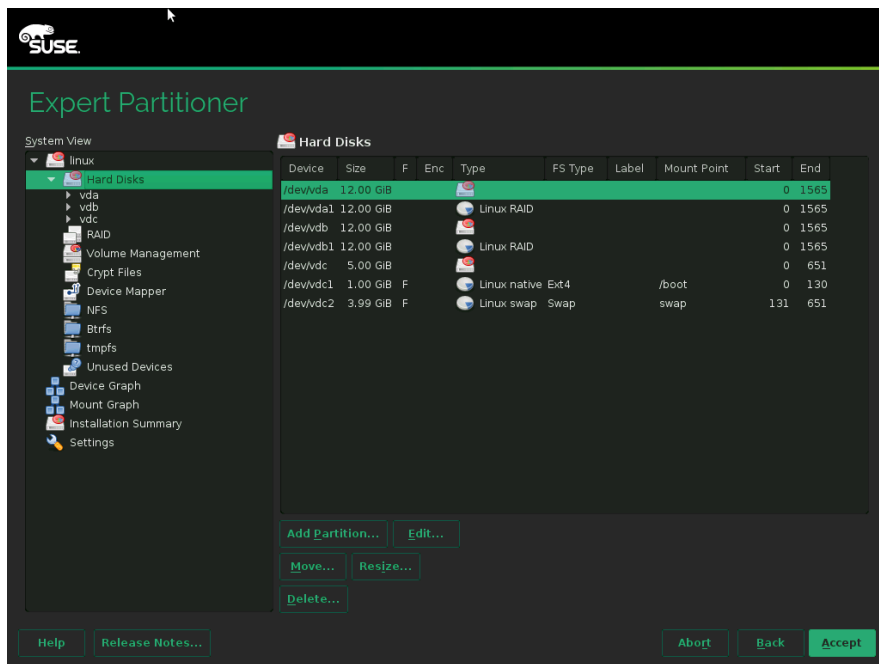 SUSE.
Expert Partitioner
System View
linux
Hard Disks
vda
vdb
vdc
RAID
Volume Management
Crypt Files
Device Mapper
NFS
Btrfs
tmpfs
Unused Devices
Device Graph
Mount Graph
Installation Summary
Settings
Hard Disks
Device Size F Enc Type FS Type Label Mount Point Start End
/dev/vda 12.00 GiB 0 1565
/dev/vda1 12.00 GiB Linux RAID 0 1565
/dev/vdb 12.00 GiB 0 1565
/dev/vdb1 12.00 GiB Linux RAID 0 1565
/dev/vdc 5.00 GiB 0 651
/dev/vdc1 1.00 GiB F Linux native Ext4 /boot 0 130
/dev/vdc2 3.99 GiB F Linux swap Swap swap 131 651
Add Partition... Edit...
Move... Resize...
Delete...
Help Release Notes... Abort Back Accept